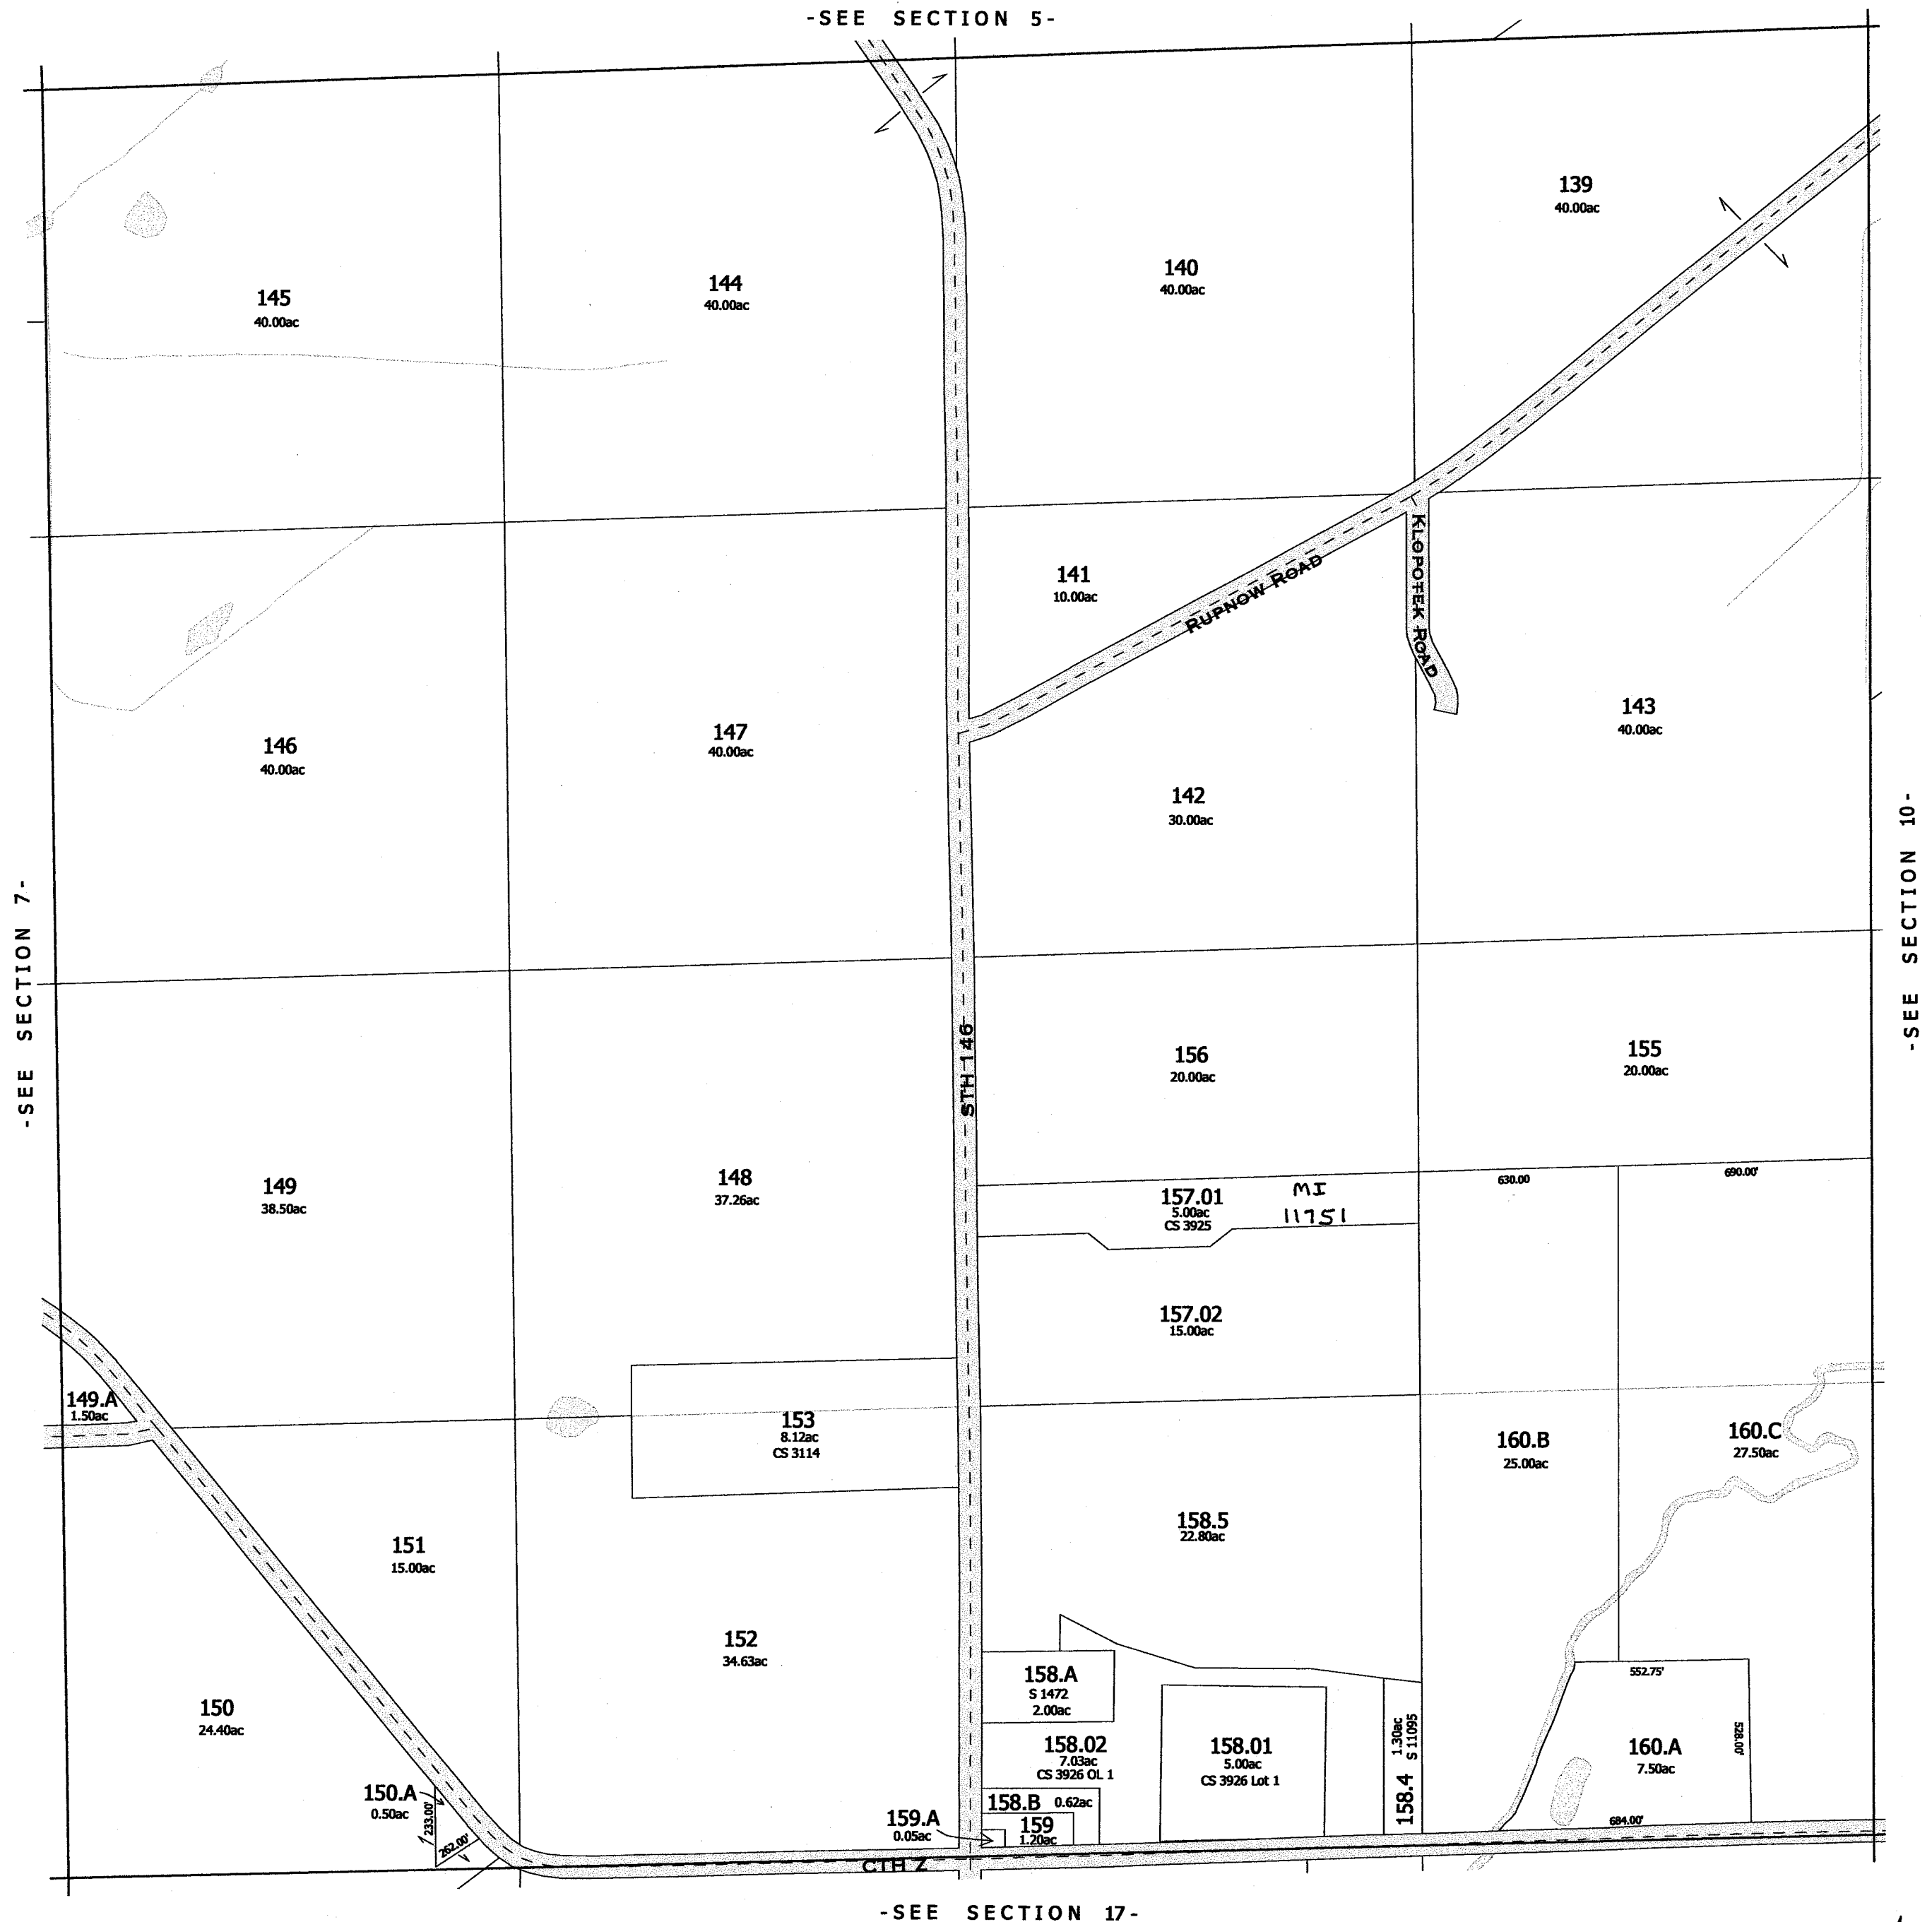 -SEE SECTION 5-
139
40.00ac
140
40.00ac
144
40.00ac
145
40.00ac
KLOPOTEK ROAD
RUPNOW ROAD
141
10.00ac
143
40.00ac
147
40.00ac
146
40.00ac
142
30.00ac
-SEE SECTION 7-
-SEE SECTION 10-
STH 146
156
20.00ac
155
20.00ac
630.00
690.00'
149
38.50ac
148
37.26ac
157.01
5.00ac
CS 3925
MI
11751
157.02
15.00ac
149.A
1.50ac
153
8.12ac
CS 3114
160.B
25.00ac
160.C
27.50ac
158.5
22.80ac
151
15.00ac
152
34.63ac
150
24.40ac
158.A
S 1472
2.00ac
552.75'
528.00'
158.02
7.03ac
CS 3926 OL 1
158.01
5.00ac
CS 3926 Lot 1
158.4
1.30ac
S 11095
160.A
7.50ac
684.00'
150.A
0.50ac
233.00'
262.00'
158.B 0.62ac
159.A
0.05ac
159
1.20ac
CTH Z
-SEE SECTION 17-